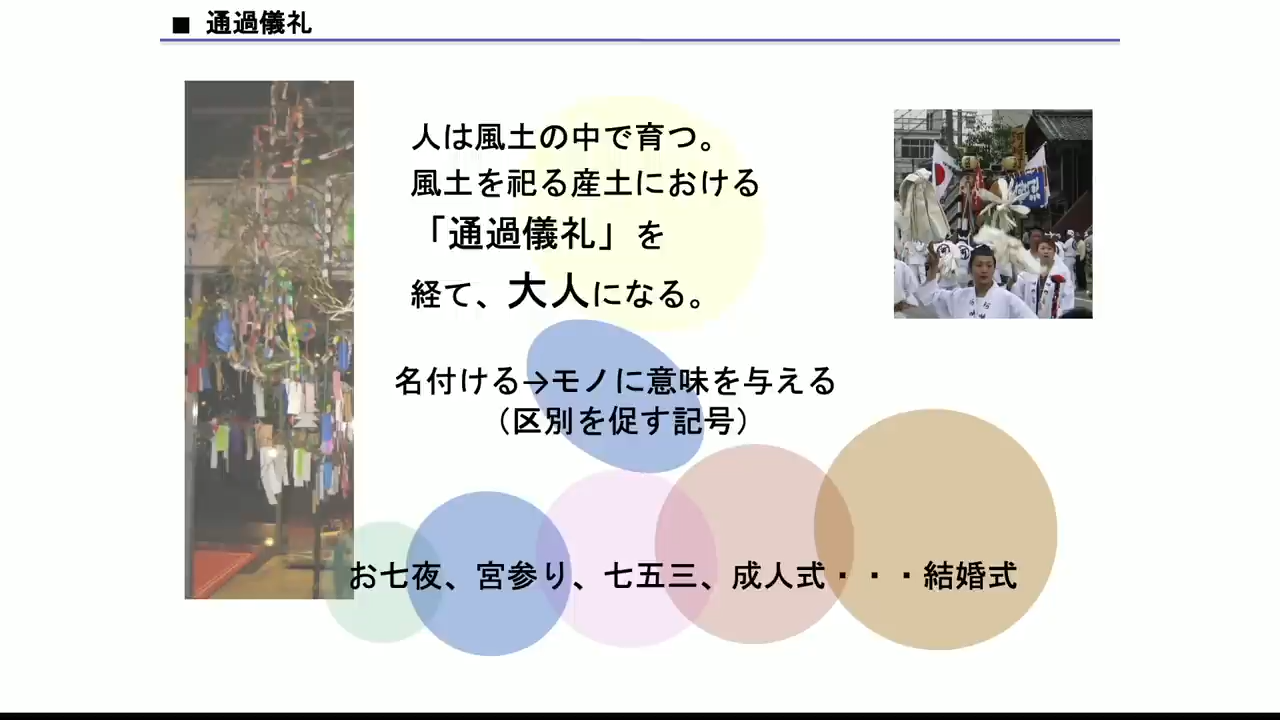 ■ 通過儀礼
人は風土の中で育つ。
風土を祀る産土における
「通過儀礼」を
経て、大人になる。
名付ける→モノに意味を与える
（区別を促す記号）
お七夜、宮参り、七五三、成人式・・・結婚式